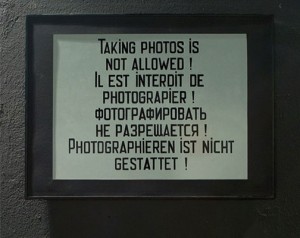 TAKING PHOTOS IS
NOT ALLOWED !
IL EST INTERDIT DE
PHOTOGRAPIER !
ФОТОГРАФИРОВАТЬ
НЕ РАЗРЕШАЕТСЯ !
PHOTOGRAPHIEREN IST NICHT
GESTATTET !